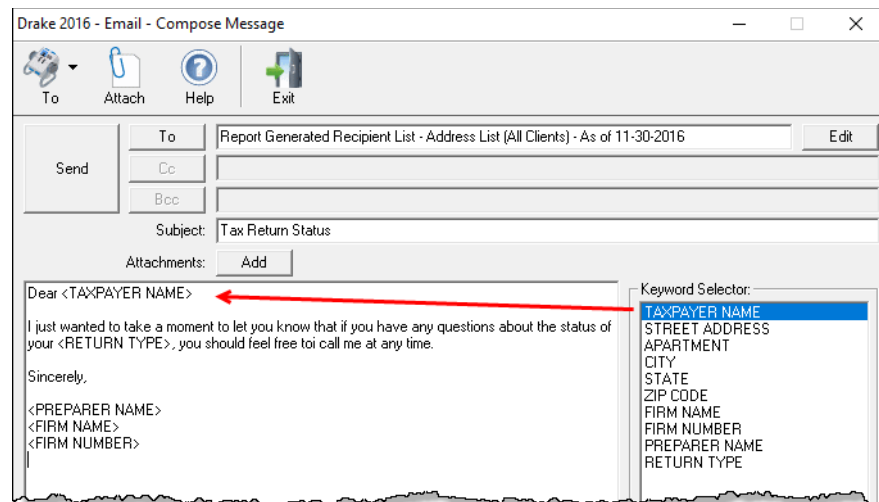 Drake 2016 - Email - Compose Message
To Attach Help Exit
To Report Generated Recipient List - Address List (All Clients) - As of 11-30-2016 Edit
Send Cc
Bcc
Subject: Tax Return Status
Attachments: Add
Dear <TAXPAYER NAME>
I just wanted to take a moment to let you know that if you have any questions about the status of
your <RETURN TYPE>, you should feel free toi call me at any time.
Sincerely,
<PREPARER NAME>
<FIRM NAME>
<FIRM NUMBER>
Keyword Selector:
TAXPAYER NAME
STREET ADDRESS
APARTMENT
CITY
STATE
ZIP CODE
FIRM NAME
FIRM NUMBER
PREPARER NAME
RETURN TYPE